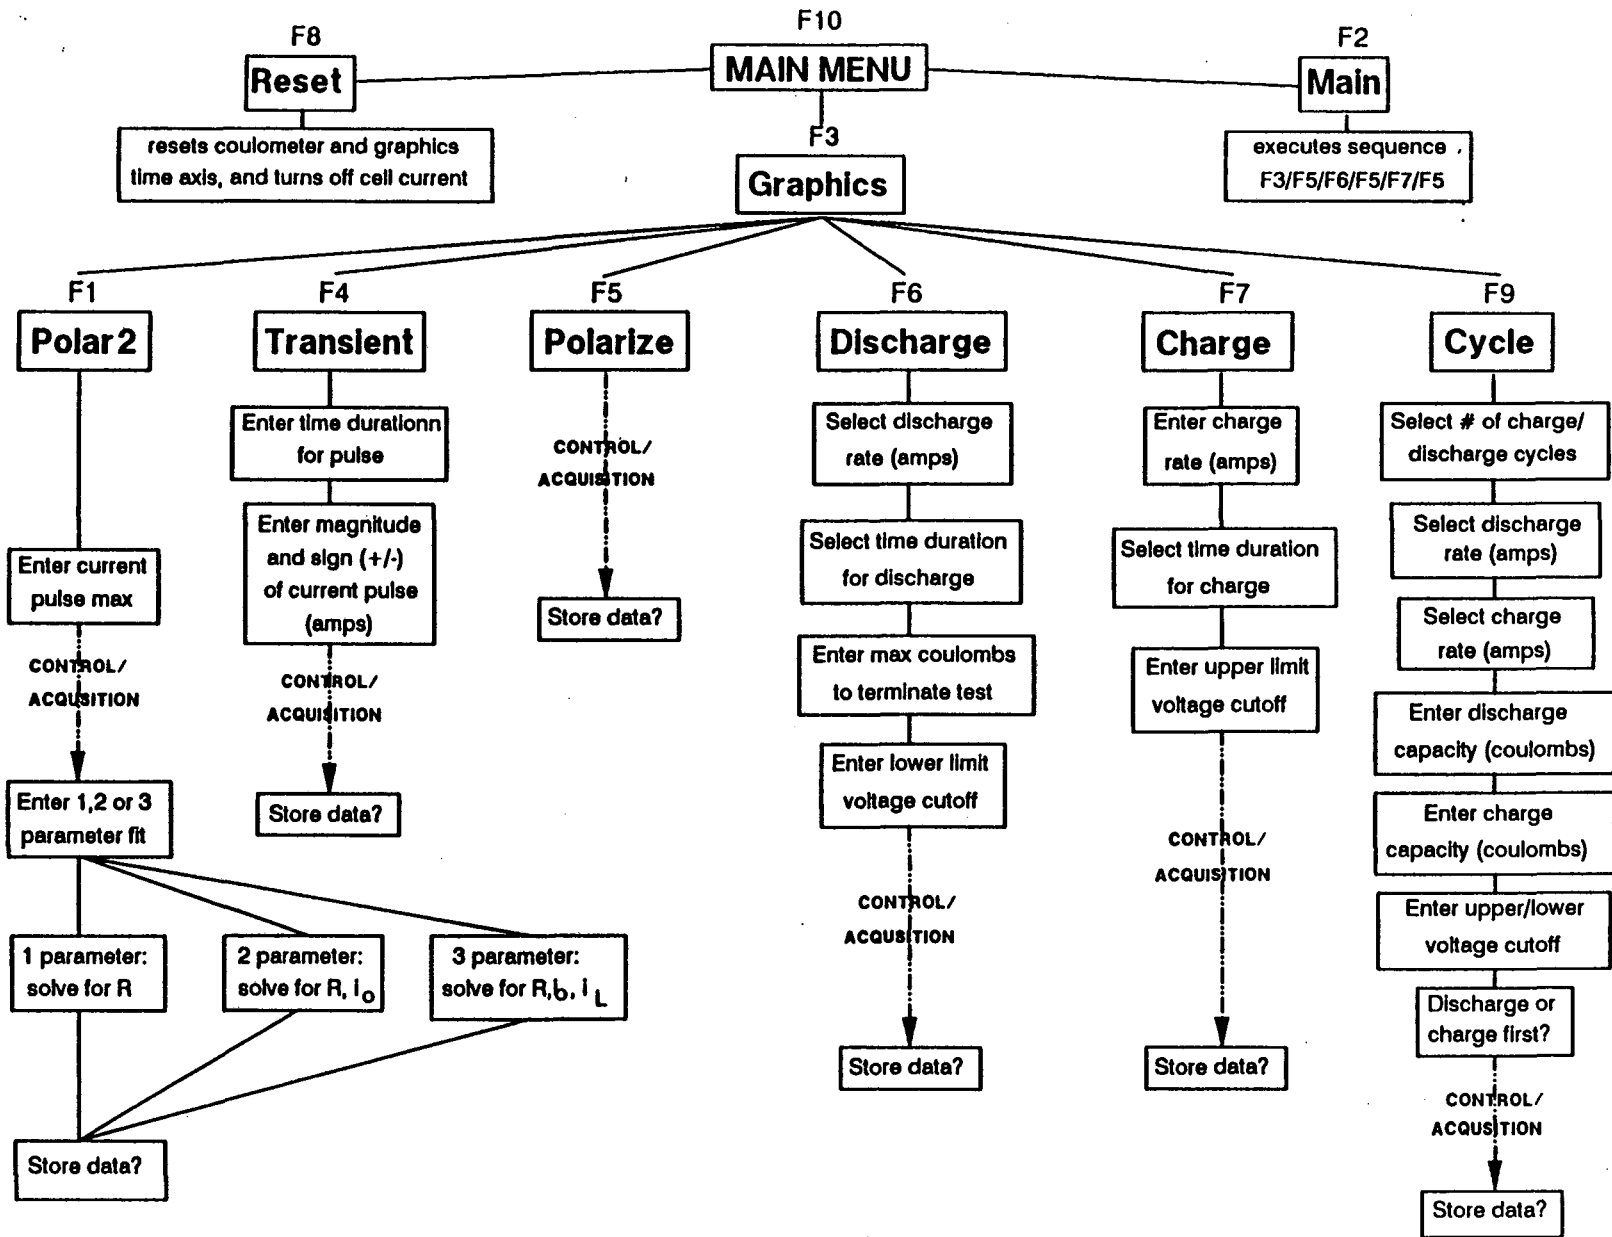 F10
F8
F2
MAIN MENU
Reset
Main
F3
resets coulometer and graphics
time axis, and turns off cell current
executes sequence
F3/F5/F6/F5/F7/F5
Graphics
F1
F4
F5
F6
F7
F9
Polar2
Transient
Polarize
Discharge
Charge
Cycle
Enter current
pulse max
CONTROL/
ACQUSITION
Enter 1,2 or 3
parameter fit
1 parameter:
solve for R
2 parameter:
solve for R, io
3 parameter:
solve for R,io, iL
Store data?
Enter time durationn
for pulse
Enter magnitude
and sign (+/-)
of current pulse
(amps)
CONTROL/
ACQUISITION
Store data?
CONTROL/
ACQUISITION
Store data?
Select discharge
rate (amps)
Select time duration
for discharge
Enter max coulombs
to terminate test
Enter lower limit
voltage cutoff
CONTROL/
ACQUSITION
Store data?
Enter charge
rate (amps)
Select time duration
for charge
Enter upper limit
voltage cutoff
CONTROL/
ACQUISITION
Store data?
Select # of charge/
discharge cycles
Select discharge
rate (amps)
Select charge
rate (amps)
Enter discharge
capacity (coulombs)
Enter charge
capacity (coulombs)
Enter upper/lower
voltage cutoff
Discharge or
charge first?
CONTROL/
ACQUSITION
Store data?